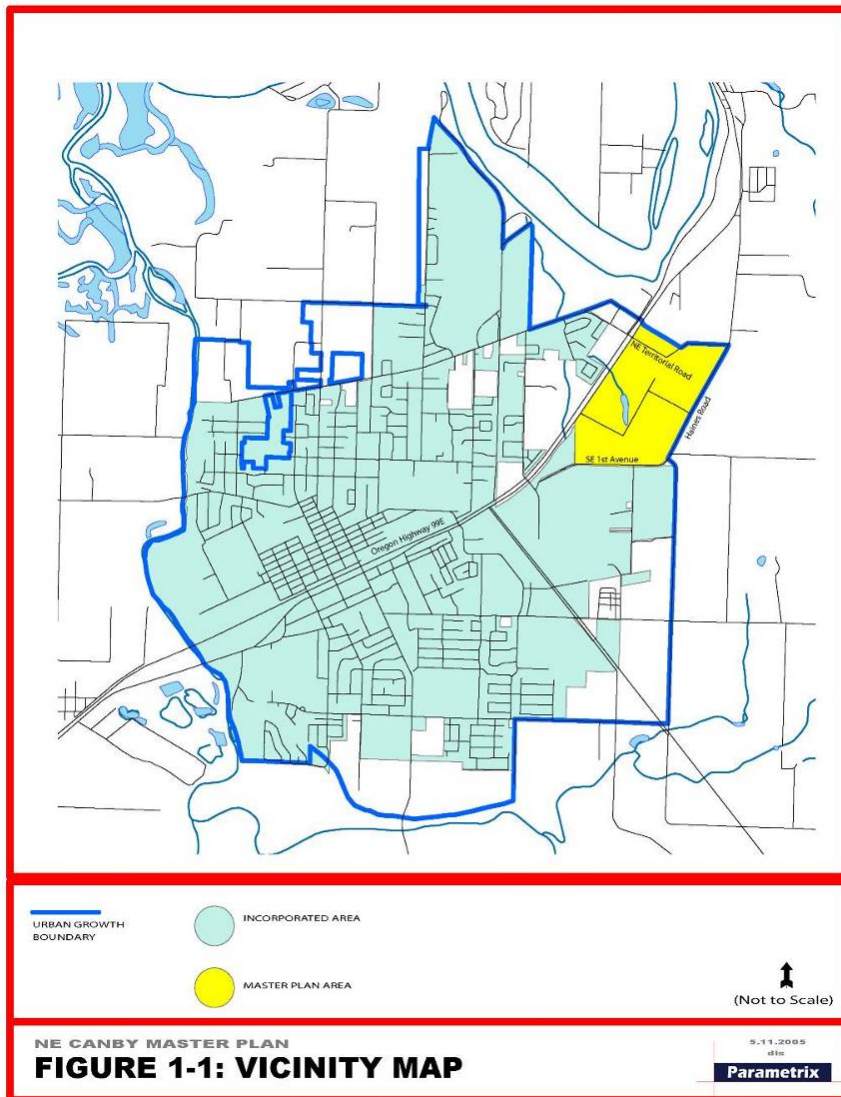 NE Territorial Road
Haines Road
SE 1st Avenue
Oregon Highway 99E
URBAN GROWTH
BOUNDARY
INCORPORATED AREA
MASTER PLAN AREA
(Not to Scale)
NE CANBY MASTER PLAN
FIGURE 1-1: VICINITY MAP
5.11.2005
dls
Parametrix